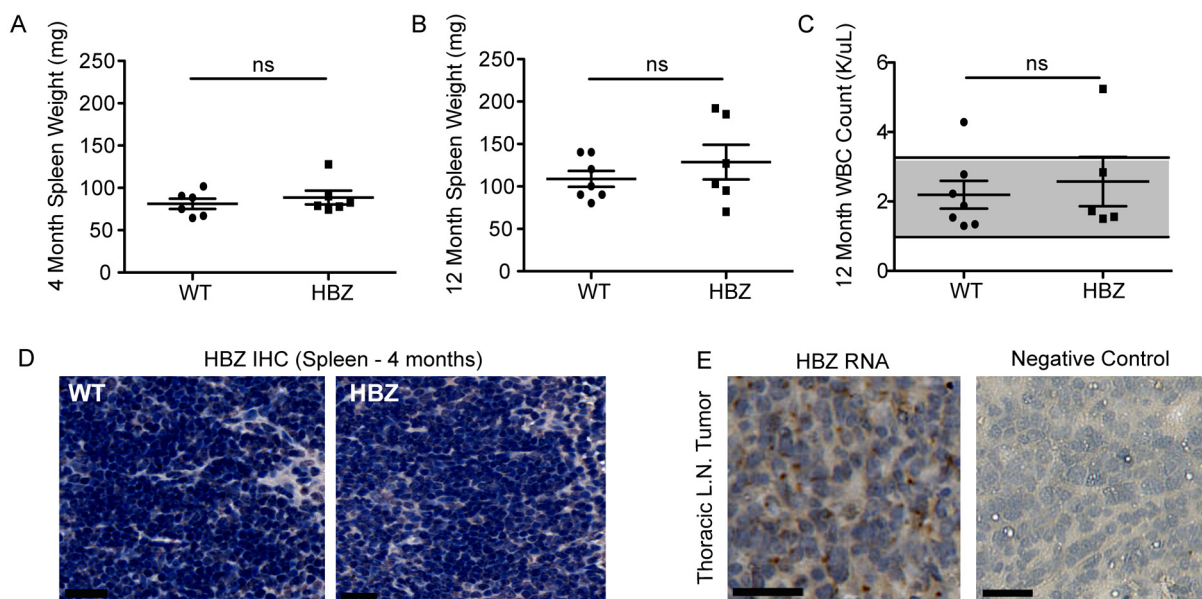 A
4 Month Spleen Weight (mg)
250
200
150
100
50
0
ns
WT
HBZ
B
12 Month Spleen Weight (mg)
250
200
150
100
50
0
ns
WT
HBZ
C
12 Month WBC Count (K/uL)
6
4
2
0
ns
WT
HBZ
D
HBZ IHC (Spleen - 4 months)
WT
HBZ
E
HBZ RNA
Negative Control
Thoracic L.N. Tumor